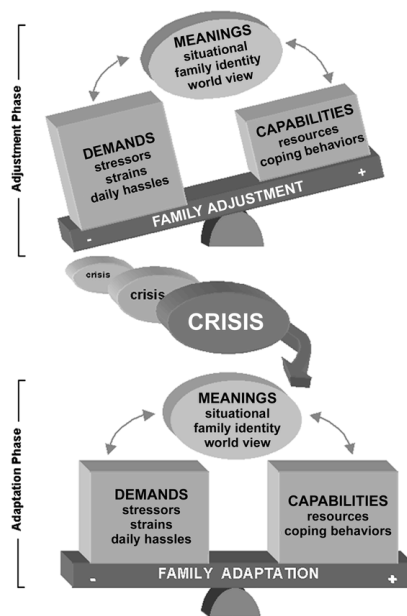 Adjustment Phase
MEANINGS
situational
family identity
world view
DEMANDS
stressors
strains
daily hassles
CAPABILITIES
resources
coping behaviors
-
FAMILY ADJUSTMENT
+
crisis
crisis
CRISIS
Adaptation Phase
MEANINGS
situational
family identity
world view
DEMANDS
stressors
strains
daily hassles
CAPABILITIES
resources
coping behaviors
-
FAMILY ADAPTATION
+